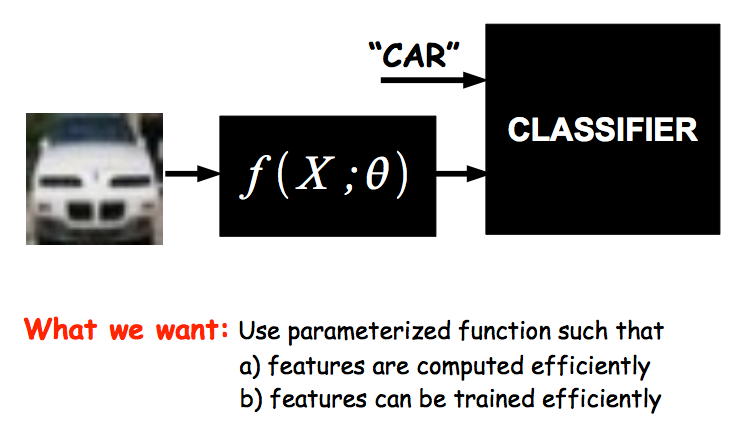 “CAR”
CLASSIFIER
f(X;θ)
What we want: Use parameterized function such that
a) features are computed efficiently
b) features can be trained efficiently